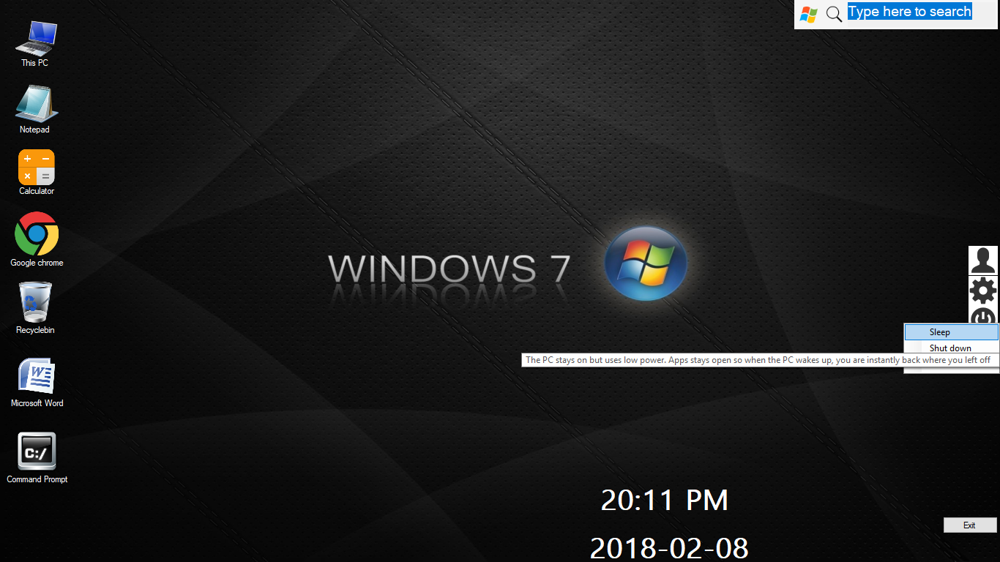 Type here to search
This PC
Notepad
Calculator
Google chrome
Recyclebin
Microsoft Word
C:/
Command Prompt
WINDOWS 7
Sleep
Shut down
The PC stays on but uses low power. Apps stays open so when the PC wakes up, you are instantly back where you left off
20:11 PM
2018-02-08
Exit